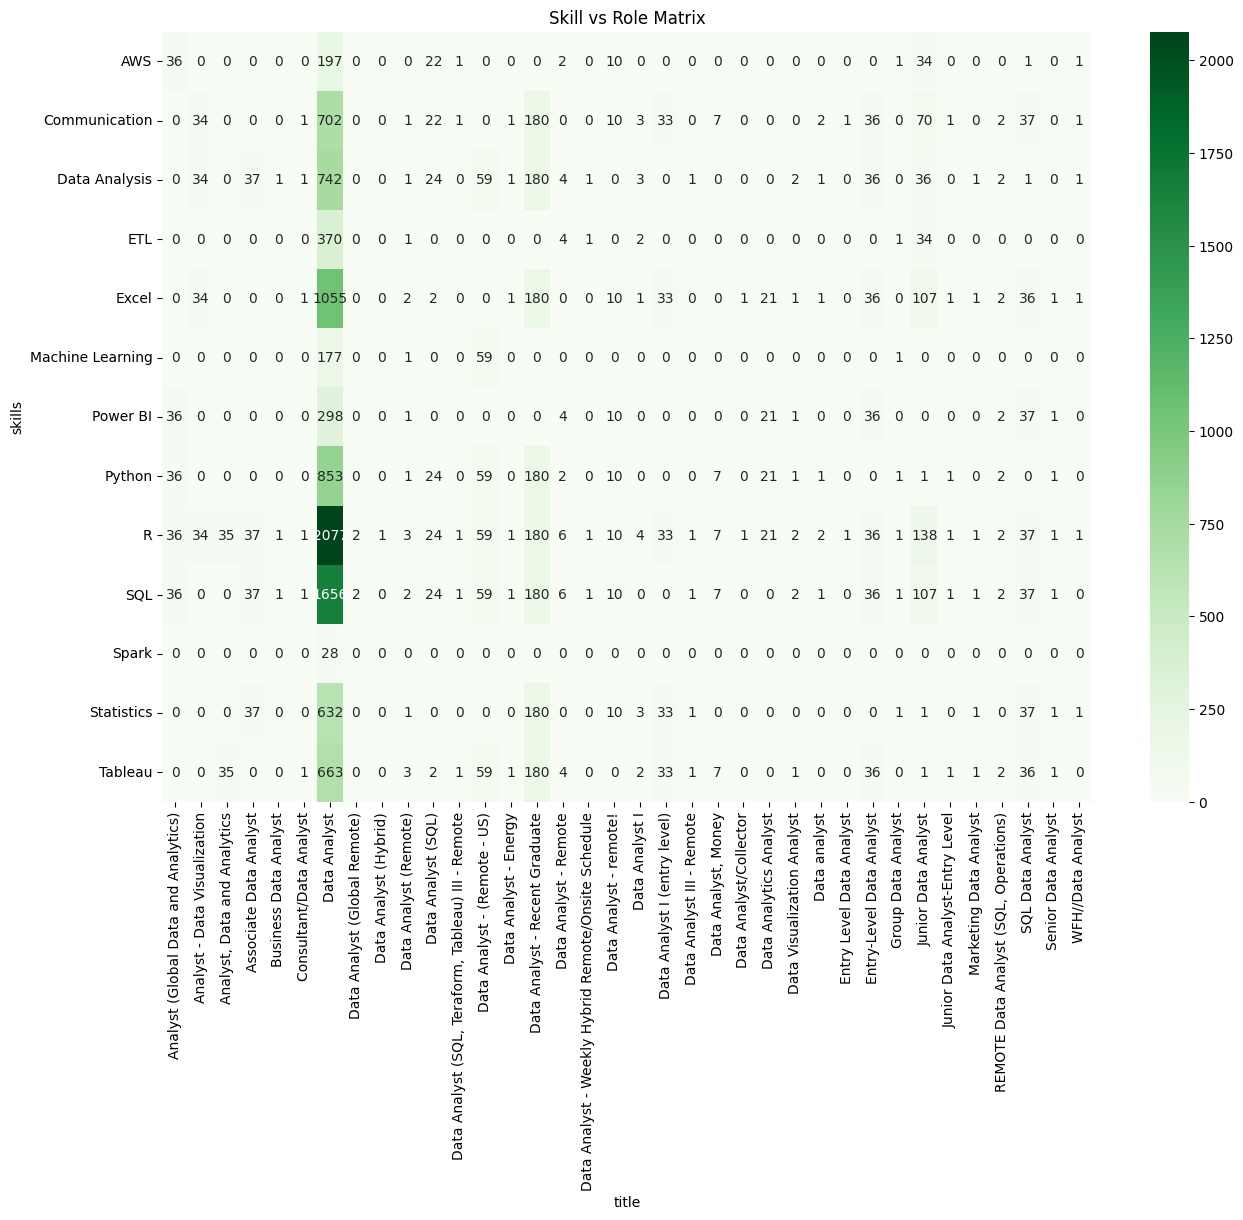 Skill vs Role Matrix
skills
AWS 36 0 0 0 0 0 197 0 0 0 22 1 0 0 0 2 0 10 0 0 0 0 0 0 0 0 0 0 1 34 0 0 0 1 0 1
Communication 0 34 0 0 0 1 702 0 0 1 22 1 0 1 180 0 0 10 3 33 0 7 0 0 0 2 1 36 0 70 1 0 2 37 0 1
Data Analysis 0 34 0 37 1 1 742 0 0 1 24 0 59 1 180 4 1 0 3 0 1 0 0 0 2 1 0 36 0 36 0 1 2 1 0 1
ETL 0 0 0 0 0 0 370 0 0 1 0 0 0 0 0 4 1 0 2 0 0 0 0 0 0 0 0 0 1 34 0 0 0 0 0 0
Excel 0 34 0 0 0 1 1055 0 0 2 2 0 0 1 180 0 0 10 1 33 0 0 1 21 1 1 0 36 0 107 1 1 2 36 1 1
Machine Learning 0 0 0 0 0 0 177 0 0 1 0 0 59 0 0 0 0 0 0 0 0 0 0 0 0 0 0 0 1 0 0 0 0 0 0 0
Power BI 36 0 0 0 0 0 298 0 0 1 0 0 0 0 0 4 0 10 0 0 0 0 0 21 1 0 0 36 0 0 0 0 2 37 1 0
Python 36 0 0 0 0 0 853 0 0 1 24 0 59 0 180 2 0 10 0 0 0 7 0 21 1 1 0 0 1 1 1 0 2 0 1 0
R 36 34 35 37 1 1 2077 2 1 3 24 1 59 1 180 6 1 10 4 33 1 7 1 21 2 2 1 36 1 138 1 1 2 37 1 1
SQL 36 0 0 37 1 1 1656 2 0 2 24 1 59 1 180 6 1 10 0 0 1 7 0 0 2 1 0 36 1 107 1 1 2 37 1 0
Spark 0 0 0 0 0 0 28 0 0 0 0 0 0 0 0 0 0 0 0 0 0 0 0 0 0 0 0 0 0 0 0 0 0 0 0 0
Statistics 0 0 0 37 0 0 632 0 0 1 0 0 0 0 180 0 0 10 3 33 1 0 0 0 0 0 0 0 1 1 0 1 0 37 1 1
Tableau 0 0 35 0 0 1 663 0 0 3 2 1 59 1 180 4 0 0 2 33 1 7 0 0 1 0 0 36 0 1 1 1 2 36 1 0
Analyst (Global Data and Analytics)
Analyst - Data Visualization
Analyst, Data and Analytics
Associate Data Analyst
Business Data Analyst
Consultant/Data Analyst
Data Analyst
Data Analyst (Global Remote)
Data Analyst (Hybrid)
Data Analyst (Remote)
Data Analyst (SQL)
Data Analyst (SQL, Teraform, Tableau) III - Remote
Data Analyst - (Remote - US)
Data Analyst - Energy
Data Analyst - Recent Graduate
Data Analyst - Remote
Data Analyst - Weekly Hybrid Remote/Onsite Schedule
Data Analyst - remote!
Data Analyst I
Data Analyst I (entry level)
Data Analyst III - Remote
Data Analyst, Money
Data Analyst/Collector
Data Analytics Analyst
Data Visualization Analyst
Data analyst
Entry Level Data Analyst
Entry-Level Data Analyst
Group Data Analyst
Junior Data Analyst
Junior Data Analyst-Entry Level
Marketing Data Analyst
REMOTE Data Analyst (SQL, Operations)
SQL Data Analyst
Senior Data Analyst
WFH//Data Analyst
title
2000
1750
1500
1250
1000
750
500
250
0